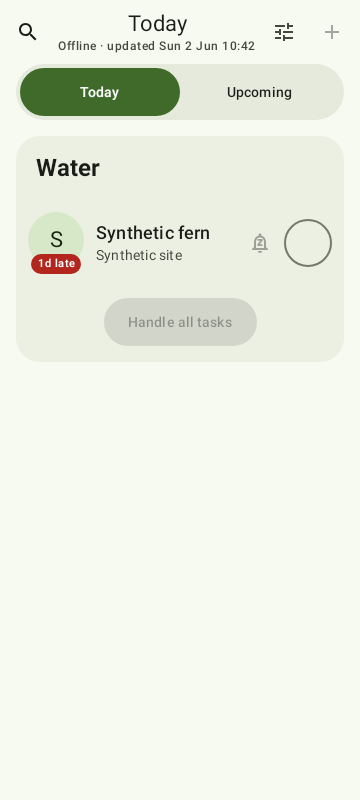 Today
Offline · updated Sun 2 Jun 10:42
Today
Upcoming
Water
S
1d late
Synthetic fern
Synthetic site
Handle all tasks